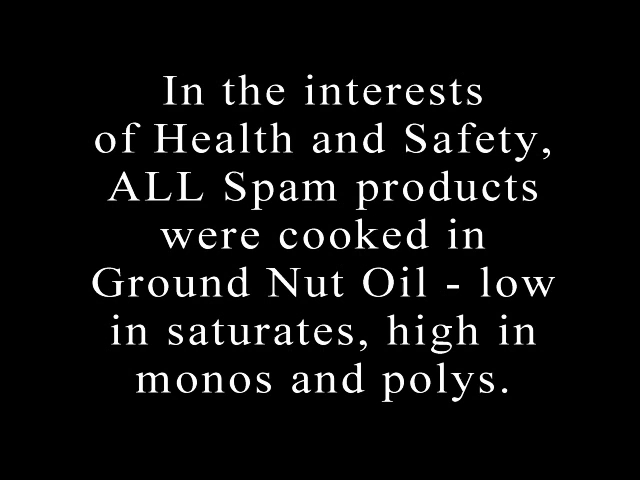 In the interests
of Health and Safety,
ALL Spam products
were cooked in
Ground Nut Oil - low
in saturates, high in
monos and polys.